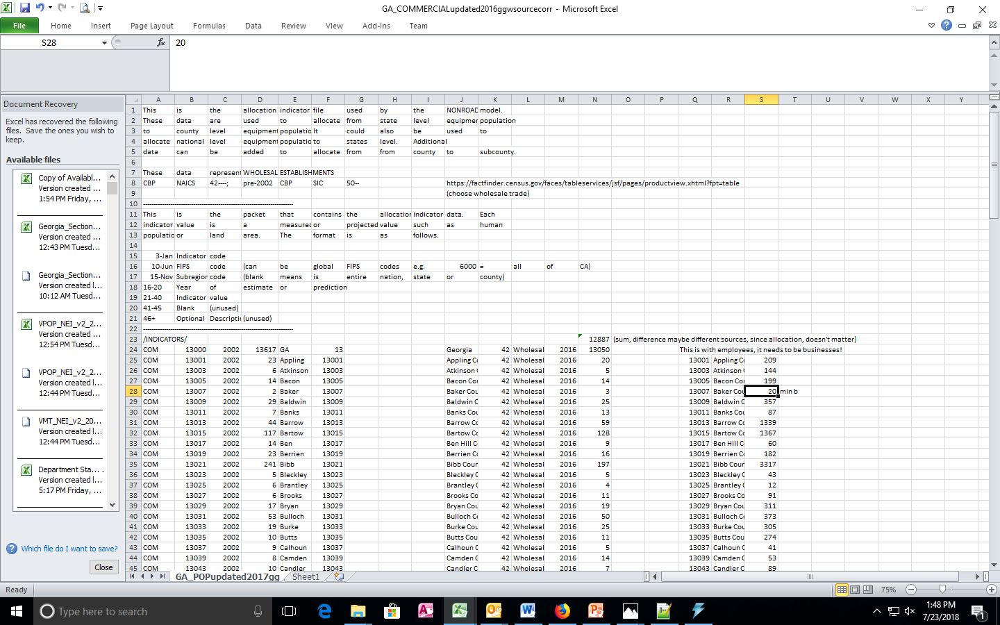 GA_COMMERCIALupdated2016ggwsourcecorr - Microsoft Excel
File Home Insert Page Layout Formulas Data Review View Add-Ins Team
S28 fx 20
Document Recovery
Excel has recovered the following
files. Save the ones you wish to
keep.
Available files
Copy of Availabl...
Version created ...
1:54 PM Friday, ...
Georgia_Section...
Version created ...
12:43 PM Tuesd...
Georgia_Section...
Version created l...
10:12 AM Tuesd...
VPOP_NEI_v2_2...
Version created ...
12:54 PM Tuesd...
VPOP_NEI_v2_2...
Version created l...
12:44 PM Tuesd...
VMT_NEI_v2_20...
Version created l...
12:44 PM Tuesd...
Department Sta... .
Version created l...
5:17 PM Friday, ...
Which file do I want to save?
Close
A B C D E F G H I J K L M N O P Q R S T U V W X Y
1 This is the allocation indicator file used by the NONROAD model.
2 These data are used to allocate from state level equipmer population
3 to county level equipment populatio It could also be used to
4 allocate national level equipment populatio to states level. Additional
5 data can be added to allocate from from county to subcounty.
6
7 These data represent WHOLESAL ESTABLISHMENTS
8 CBP NAICS 42----; pre-2002 CBP SIC 50-- https://factfinder.census.gov/faces/tableservices/jsf/pages/productview.xhtml?fpt=table
9 (choose wholesale trade)
10 ------------------------------------------------------------------------
11 This is the packet that contains the allocation indicator data. Each
12 indicator value is a measured or projected value such as human
13 populatio or land area. The format is as follows.
14
15 3-Jan Indicator code
16 10-Jun FIPS code (can be global FIPS codes e.g. 6000 = all of CA)
17 15-Nov Subregion code (blank means is entire nation, state or county)
18 16-20 Year of estimate or prediction
19 21-40 Indicator value
20 41-45 Blank (unused)
21 46+ Optional Descripti (unused)
22 ------------------------------------------------------------------------
23 /INDICATORS/ 12887 (sum, difference maybe different sources, since allocation, doesn't matter)
24 COM 13000 2002 13617 GA 13 Georgia 42 Wholesal 2016 13050 This is with employees, it needs to be businesses!
25 COM 13001 2002 23 Appling 13001 Appling Co 42 Wholesal 2016 20 13001 Appling Co 209
26 COM 13003 2002 6 Atkinson 13003 Atkinson C 42 Wholesal 2016 5 13003 Atkinson C 144
27 COM 13005 2002 14 Bacon 13005 Bacon Cou 42 Wholesal 2016 14 13005 Bacon Cou 199
28 COM 13007 2002 2 Baker 13007 Baker Cou 42 Wholesal 2016 3 13007 Baker Cou 20 min b
29 COM 13009 2002 29 Baldwin 13009 Baldwin C 42 Wholesal 2016 25 13009 Baldwin C 357
30 COM 13011 2002 7 Banks 13011 Banks Cou 42 Wholesal 2016 13 13011 Banks Cou 87
31 COM 13013 2002 44 Barrow 13013 Barrow Co 42 Wholesal 2016 59 13013 Barrow Co 1339
32 COM 13015 2002 117 Bartow 13015 Bartow Co 42 Wholesal 2016 128 13015 Bartow Co 1367
33 COM 13017 2002 14 Ben 13017 Ben Hill C 42 Wholesal 2016 9 13017 Ben Hill C 60
34 COM 13019 2002 23 Berrien 13019 Berrien C 42 Wholesal 2016 16 13019 Berrien C 182
35 COM 13021 2002 241 Bibb 13021 Bibb Cour 42 Wholesal 2016 197 13021 Bibb Cour 3317
36 COM 13023 2002 5 Bleckley 13023 Bleckley C 42 Wholesal 2016 5 13023 Bleckley C 43
37 COM 13025 2002 6 Brantley 13025 Brantley C 42 Wholesal 2016 4 13025 Brantley C 12
38 COM 13027 2002 6 Brooks 13027 Brooks Co 42 Wholesal 2016 11 13027 Brooks Co 91
39 COM 13029 2002 17 Bryan 13029 Bryan Cou 42 Wholesal 2016 19 13029 Bryan Cou 311
40 COM 13031 2002 53 Bulloch 13031 Bulloch Co 42 Wholesal 2016 50 13031 Bulloch Co 373
41 COM 13033 2002 19 Burke 13033 Burke Cou 42 Wholesal 2016 25 13033 Burke Cou 305
42 COM 13035 2002 10 Butts 13035 Butts Cou 42 Wholesal 2016 11 13035 Butts Cou 274
43 COM 13037 2002 9 Calhoun 13037 Calhoun C 42 Wholesal 2016 5 13037 Calhoun C 41
44 COM 13039 2002 8 Camden 13039 Camden C 42 Wholesal 2016 14 13039 Camden C 53
45 COM 13043 2002 10 Candler 13043 Candler C 42 Wholesal 2016 7 13043 Candler C 89
GA_POPupdated2017gg Sheet1
Ready 75%
Type here to search
1:48 PM
7/23/2018
1